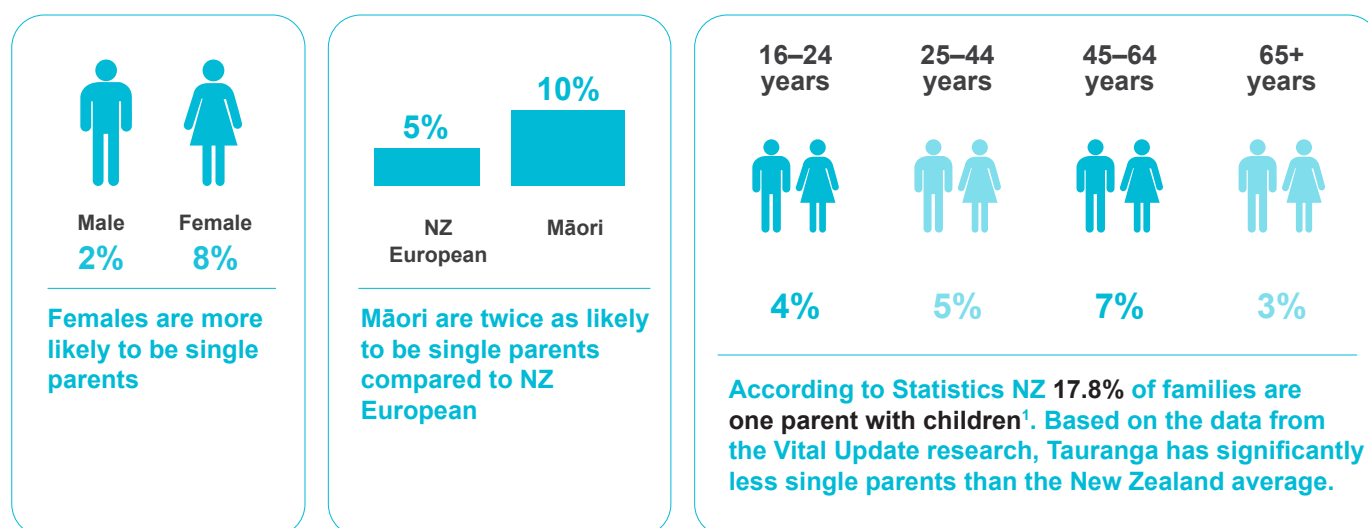 Male
Female
2%
8%
Females are more
likely to be single
parents
5%
10%
NZ
European
Māori
Māori are twice as likely
to be single parents
compared to NZ
European
16–24
years
25–44
years
45–64
years
65+
years
4%
5%
7%
3%
According to Statistics NZ 17.8% of families are
one parent with children¹. Based on the data from
the Vital Update research, Tauranga has significantly
less single parents than the New Zealand average.